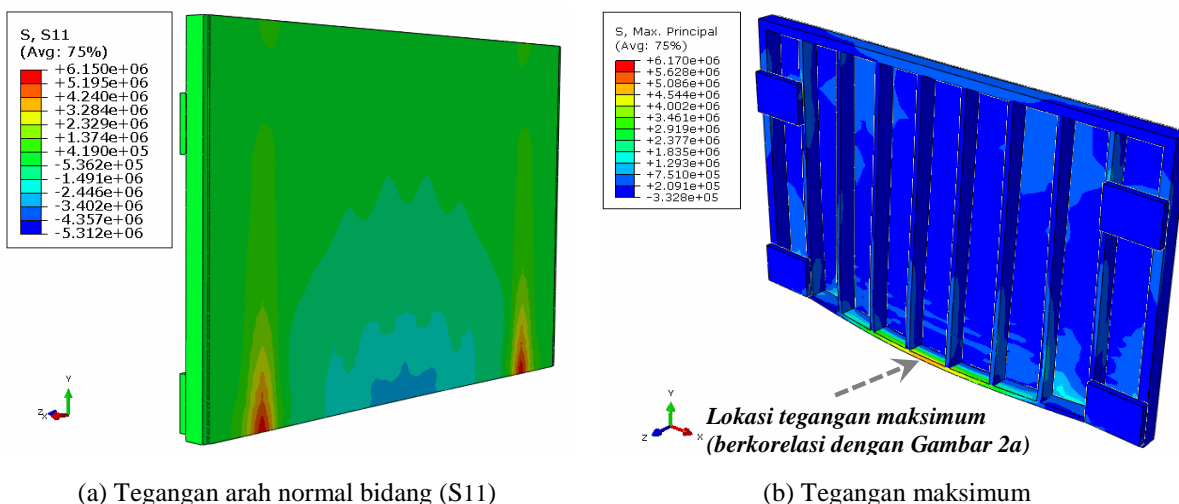 S, S11
(Avg: 75%)
+6.150e+06
+5.195e+06
+4.240e+06
+3.284e+06
+2.329e+06
+1.374e+06
+4.190e+05
-5.362e+05
-1.491e+06
-2.446e+06
-3.402e+06
-4.357e+06
-5.312e+06
Y
Z X
(a) Tegangan arah normal bidang (S11)
S, Max. Principal
(Avg: 75%)
+6.170e+06
+5.628e+06
+5.086e+06
+4.544e+06
+4.002e+06
+3.461e+06
+2.919e+06
+2.377e+06
+1.835e+06
+1.293e+06
+7.510e+05
+2.091e+05
-3.328e+05
Y
Z X
Lokasi tegangan maksimum
(berkorelasi dengan Gambar 2a)
(b) Tegangan maksimum